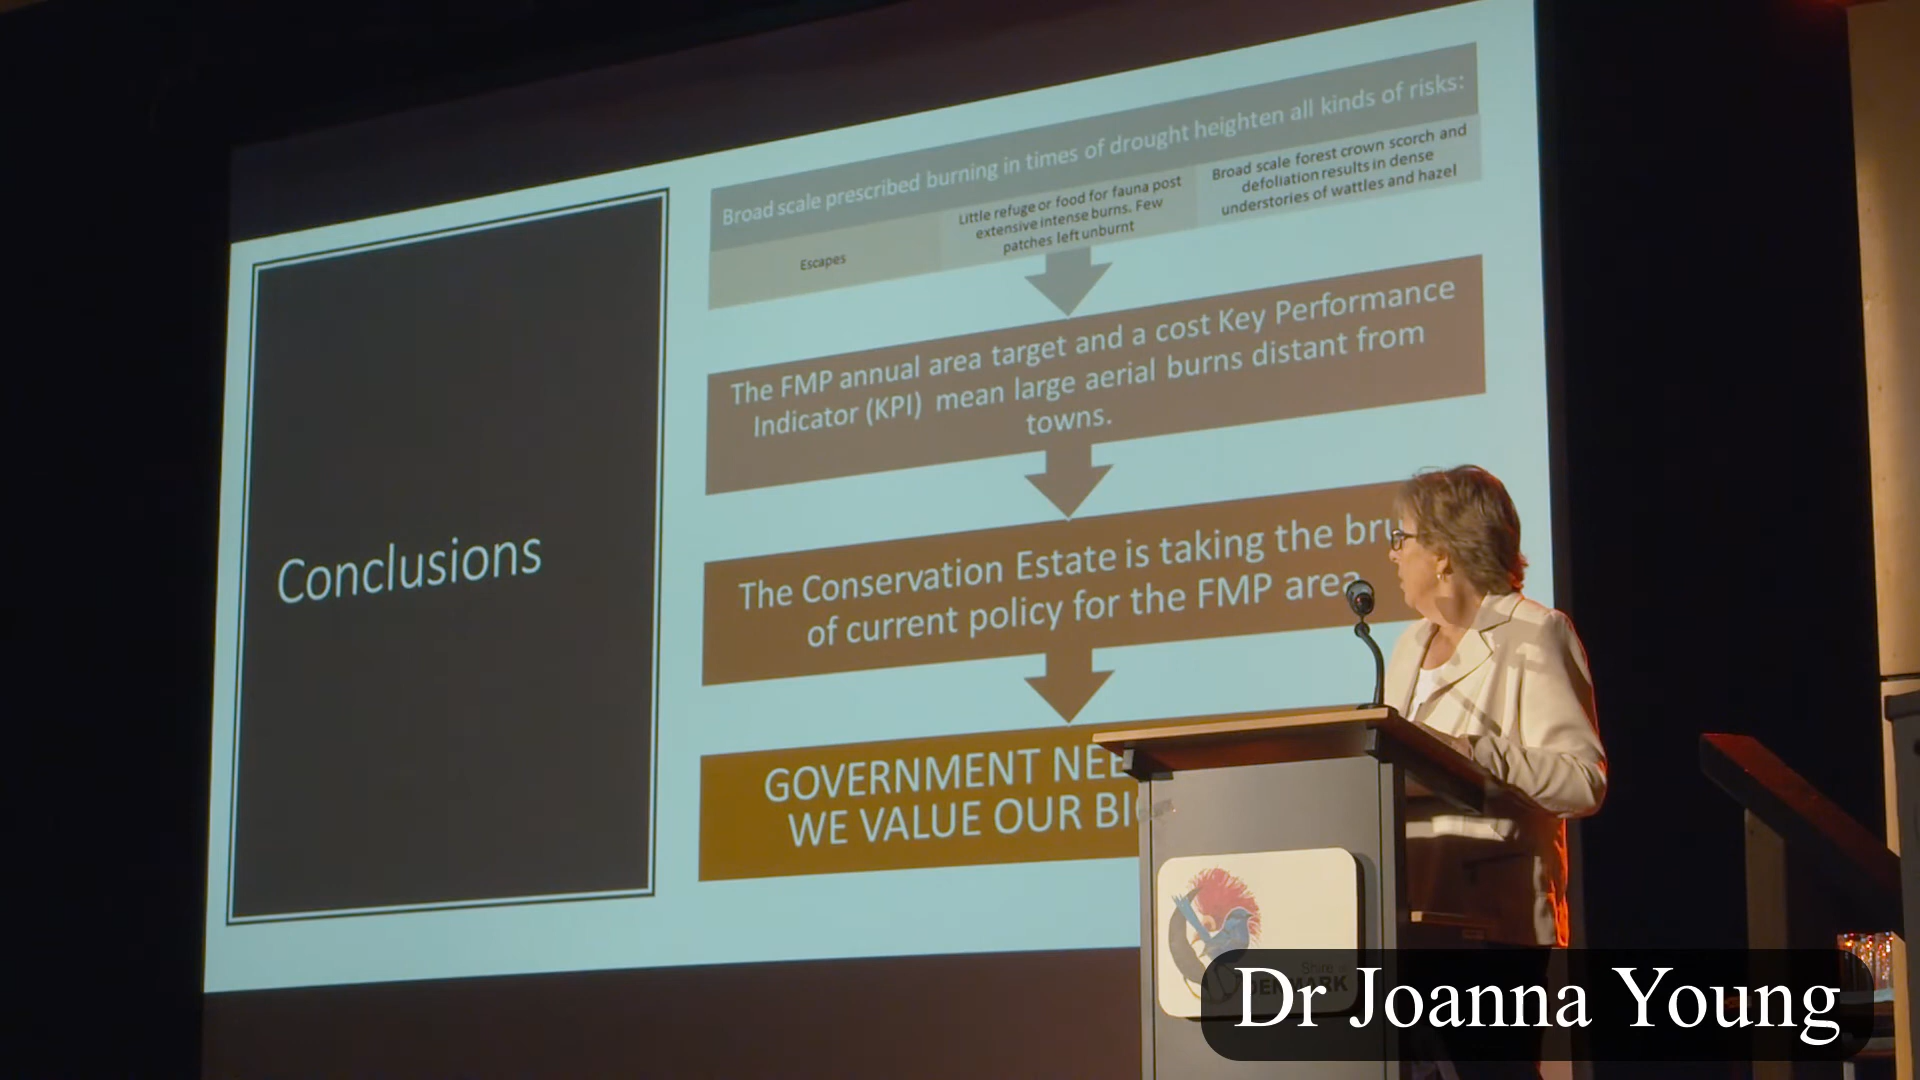 Conclusions
Broad scale prescribed burning in times of drought heighten all kinds of risks:
Escapes
Little refuge or food for fauna post
extensive intense burns. Few
patches left unburnt
Broad scale forest crown scorch and
defoliation results in dense
understories of wattles and hazel
The FMP annual area target and a cost Key Performance
Indicator (KPI) mean large aerial burns distant from
towns.
The Conservation Estate is taking the
of current policy for the FMP area
GOVERNMENT
WE VALUE OUR
Shire
DENMARK
Dr Joanna Young